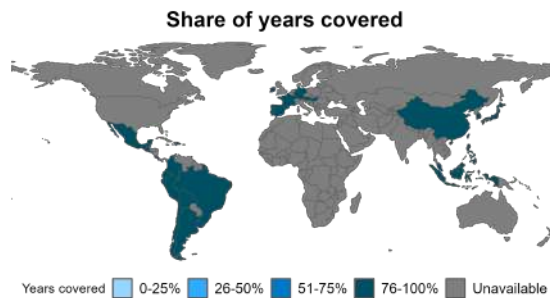 Share of years covered
Years covered 0-25% 26-50% 51-75% 76-100% Unavailable